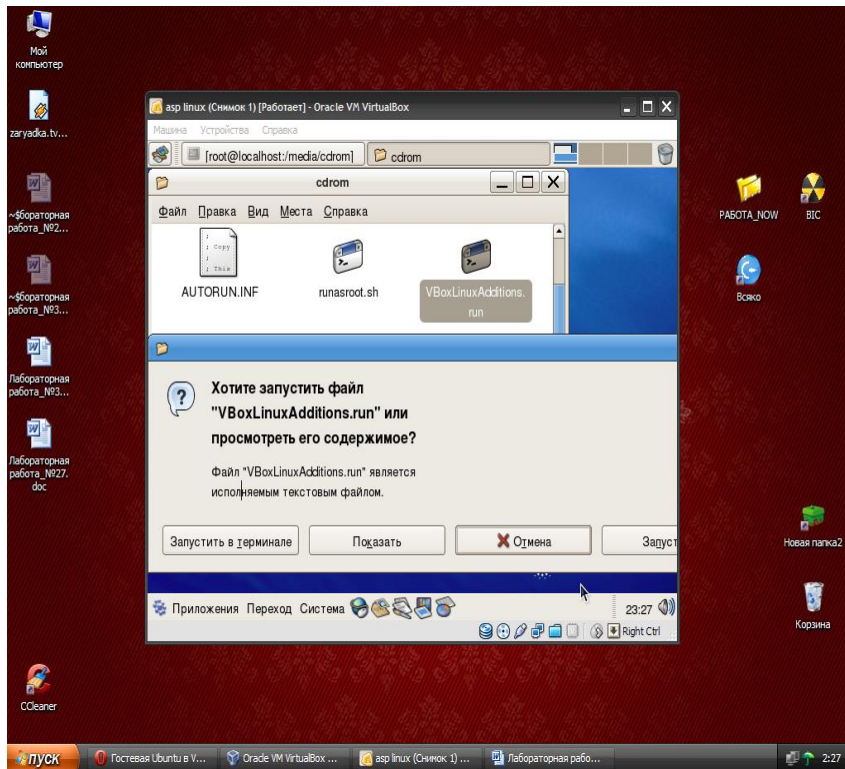 Мой
компьютер
zaryadka.tv...
~$бораторная
работа_№2...
~$бораторная
работа_№3...
Лабораторная
работа_№3...
Лабораторная
работа_№27.
doc
CCleaner
asp linux (Снимок 1) [Работает] - Oracle VM VirtualBox
Машина Устройства Справка
[root@localhost:/media/cdrom] cdrom
cdrom
Файл Правка Вид Места Справка
; Copy
;
; This
AUTORUN.INF
runasroot.sh
VBoxLinuxAdditions.
run
Хотите запустить файл
"VBoxLinuxAdditions.run" или
просмотреть его содержимое?
Файл "VBoxLinuxAdditions.run" является
исполняемым текстовым файлом.
Запустить в терминале Показать Отмена Запуст
Приложения Переход Система 23:27
Right Ctrl
РАБОТА_NOW
BIC
Всяко
Новая папка2
Корзина
пуск Гостевая Ubuntu в V... Oracle VM VirtualBox ... asp linux (Снимок 1) ... Лабораторная рабо... 2:27